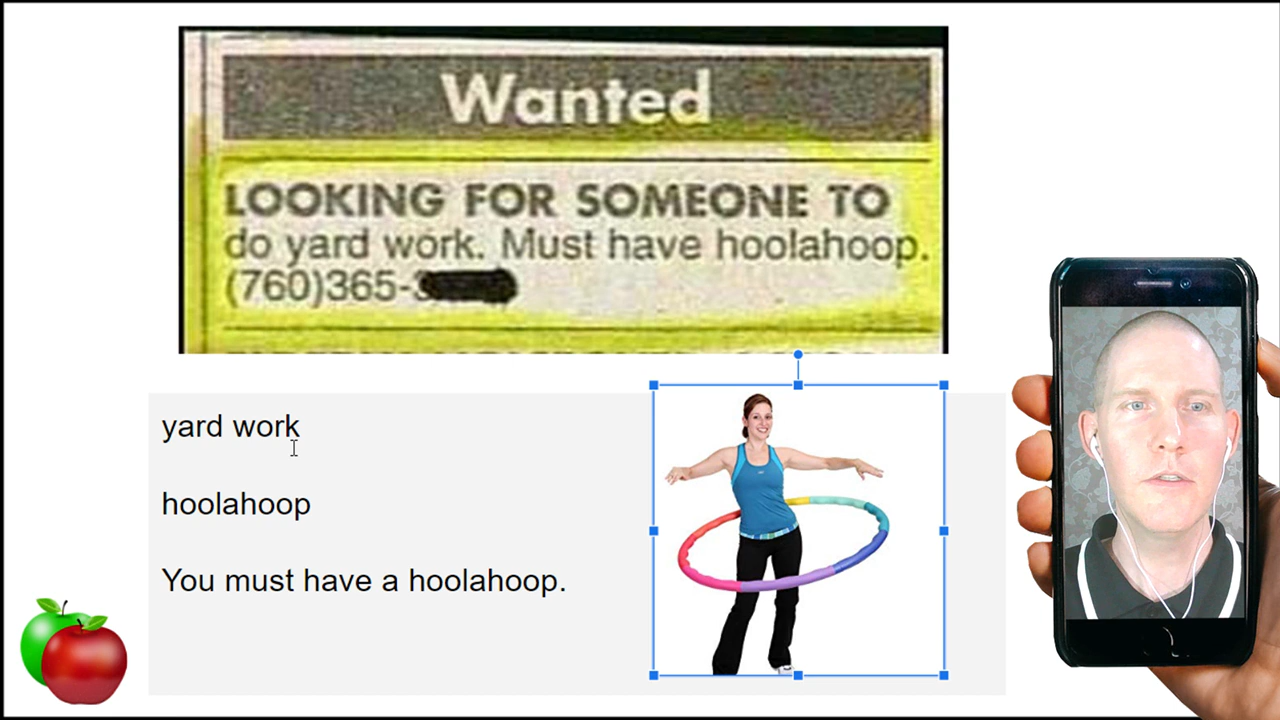 Wanted
LOOKING FOR SOMEONE TO
do yard work. Must have hoolahoop.
(760)365-3
yard work
hoolahoop
You must have a hoolahoop.